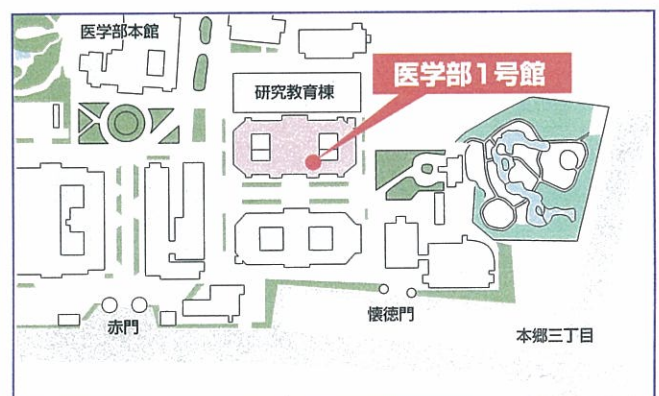 医学部本館
医学部1号館
研究教育棟
赤門
懐徳門
本郷三丁目